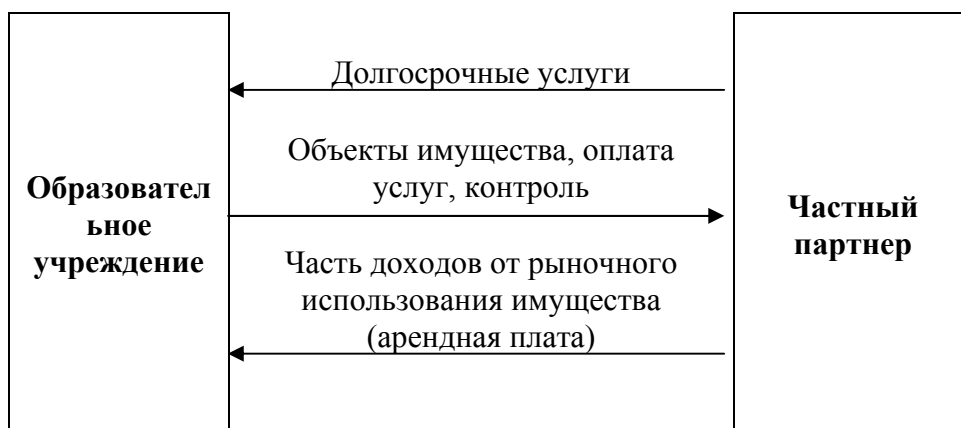 Долгосрочные услуги
Объекты имущества, оплата
услуг, контроль
Образовател
ьное
учреждение
Частный
партнер
Часть доходов от рыночного
использования имущества
(арендная плата)